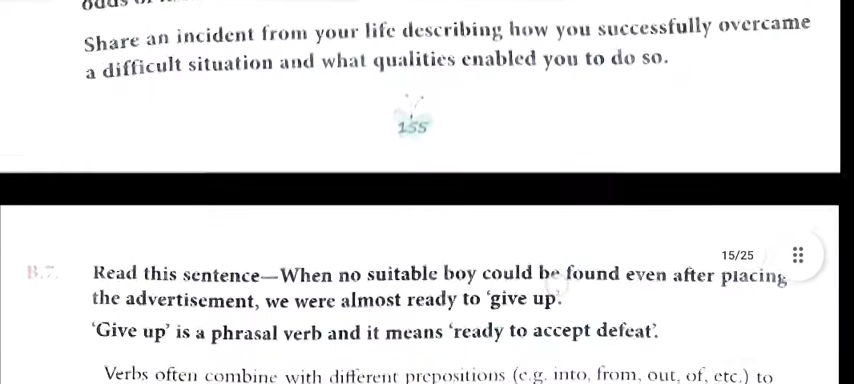 Share an incident from your life describing how you successfully overcame
a difficult situation and what qualities enabled you to do so.
155
15/25
B.7. Read this sentence—When no suitable boy could be found even after placing
the advertisement, we were almost ready to 'give up'.
'Give up' is a phrasal verb and it means 'ready to accept defeat'.
Verbs often combine with different prepositions (e.g. into, from, out, of, etc.) to